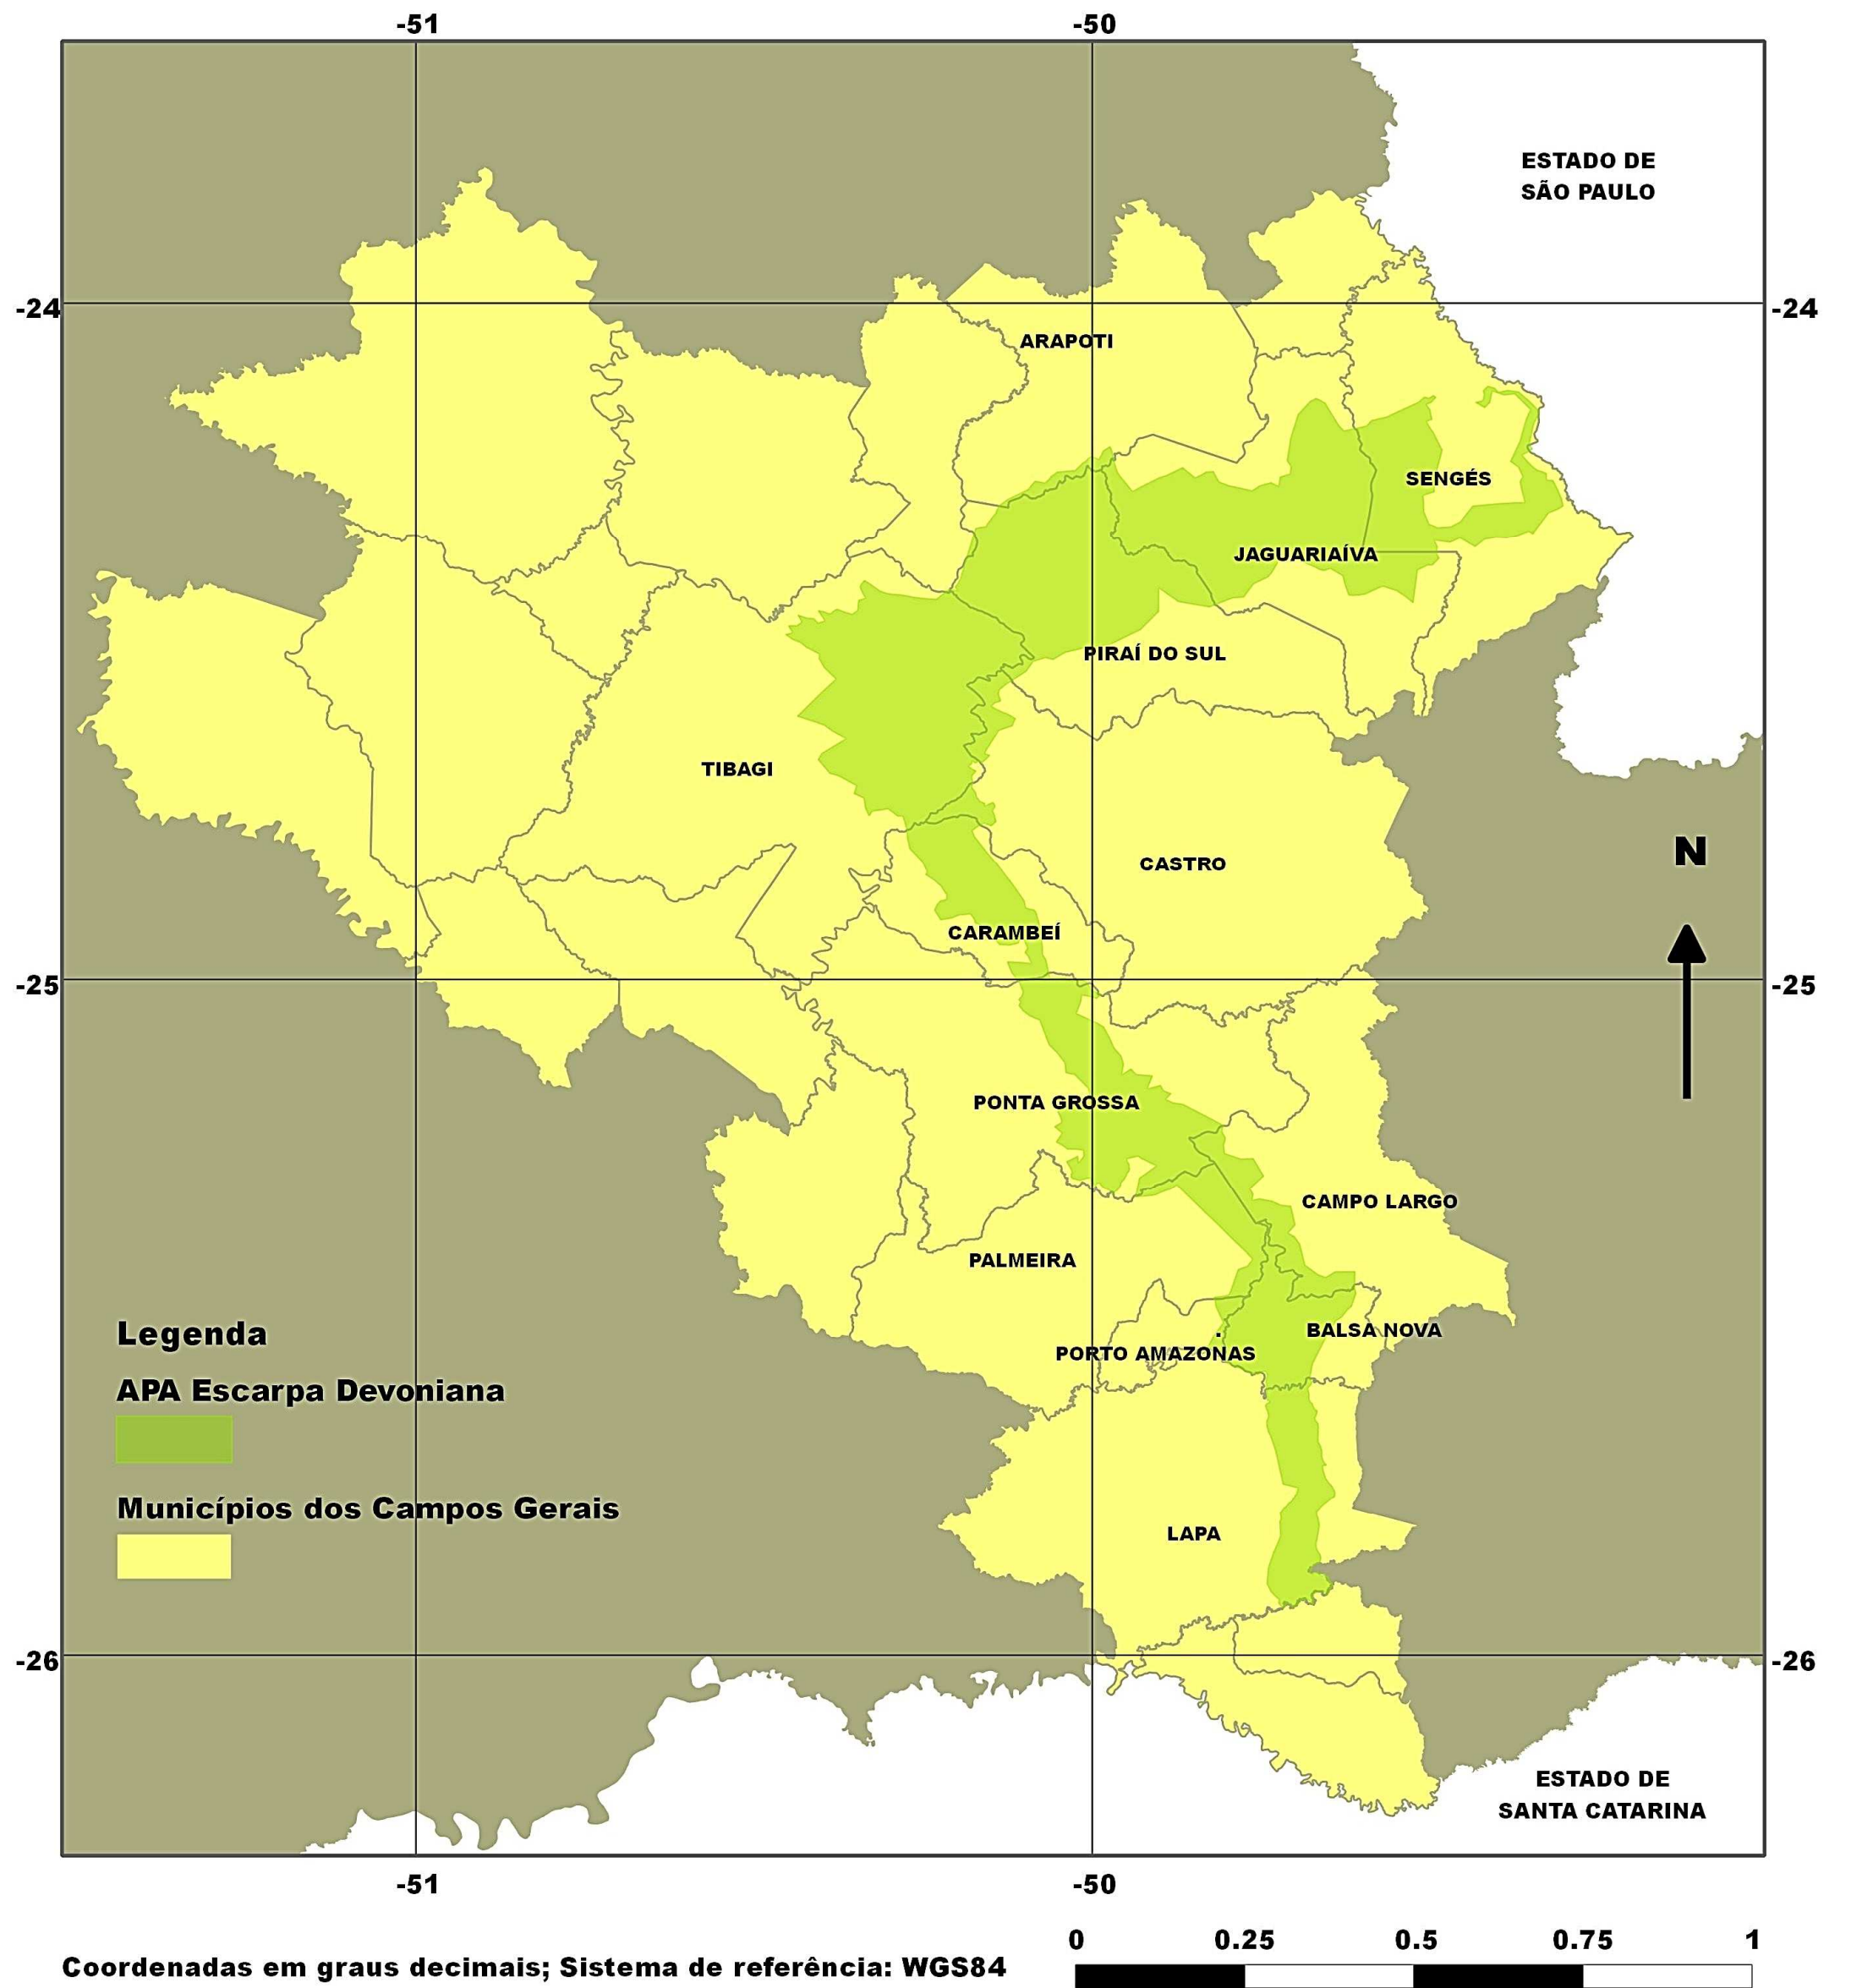 -51
-50
ESTADO DE
SÃO PAULO
-24
-24
ARAPOTI
SENGÉS
JAGUARIAÍVA
PIRAÍ DO SUL
TIBAGI
CASTRO
N
CARAMBEÍ
-25
-25
PONTA GROSSA
CAMPO LARGO
PALMEIRA
BALSA NOVA
PORTO AMAZONAS
Legenda
APA Escarpa Devoniana
Municípios dos Campos Gerais
LAPA
-26
-26
ESTADO DE
SANTA CATARINA
-51
-50
0 0.25 0.5 0.75 1
Coordenadas em graus decimais; Sistema de referência: WGS84